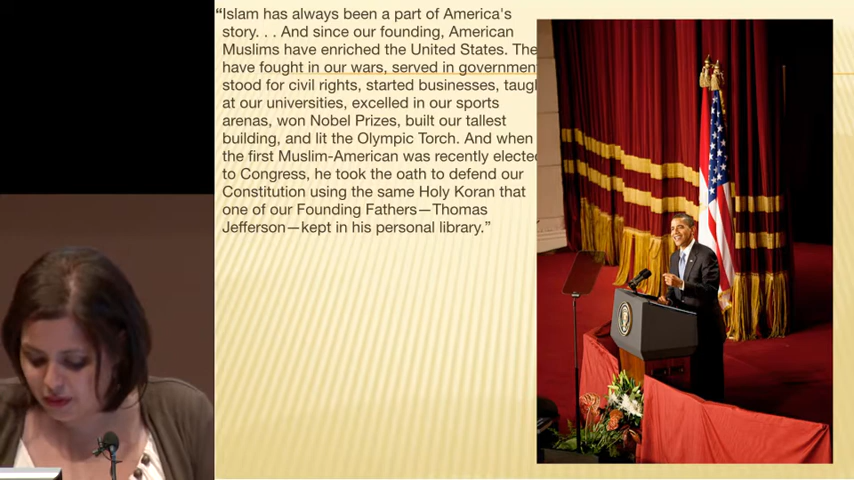 “Islam has always been a part of America's
story. . . And since our founding, American
Muslims have enriched the United States. The
have fought in our wars, served in government
stood for civil rights, started businesses, taugl
at our universities, excelled in our sports
arenas, won Nobel Prizes, built our tallest
building, and lit the Olympic Torch. And when
the first Muslim-American was recently elected
to Congress, he took the oath to defend our
Constitution using the same Holy Koran that
one of our Founding Fathers—Thomas
Jefferson—kept in his personal library.”